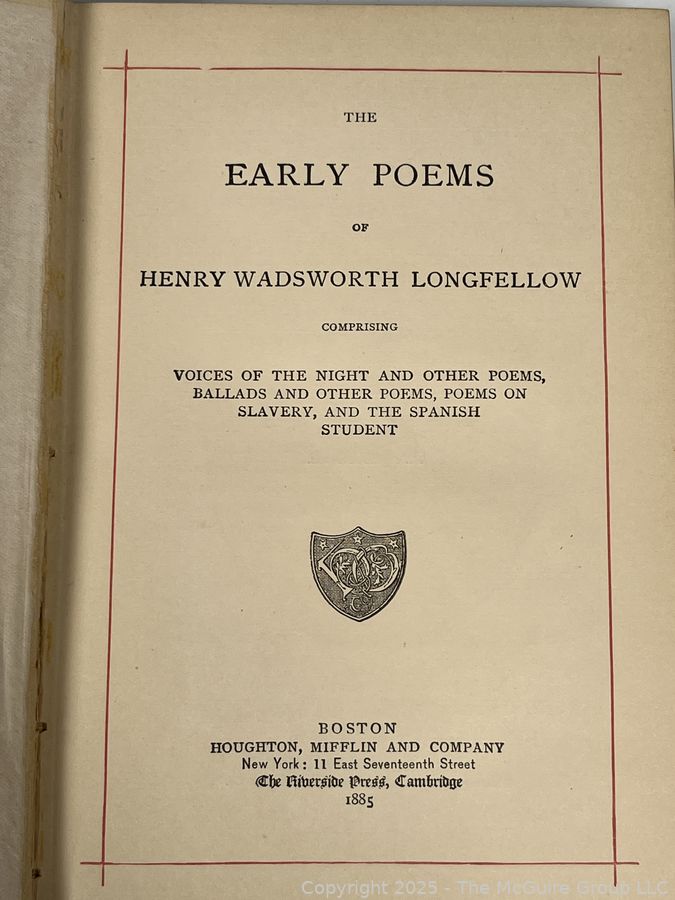 THE
EARLY POEMS
OF
HENRY WADSWORTH LONGFELLOW
COMPRISING
VOICES OF THE NIGHT AND OTHER POEMS,
BALLADS AND OTHER POEMS, POEMS ON
SLAVERY, AND THE SPANISH
STUDENT
BOSTON
HOUGHTON, MIFFLIN AND COMPANY
New York: 11 East Seventeenth Street
The Riverside Press, Cambridge
1885
Copyright 2025 - The McGuire Group LLC